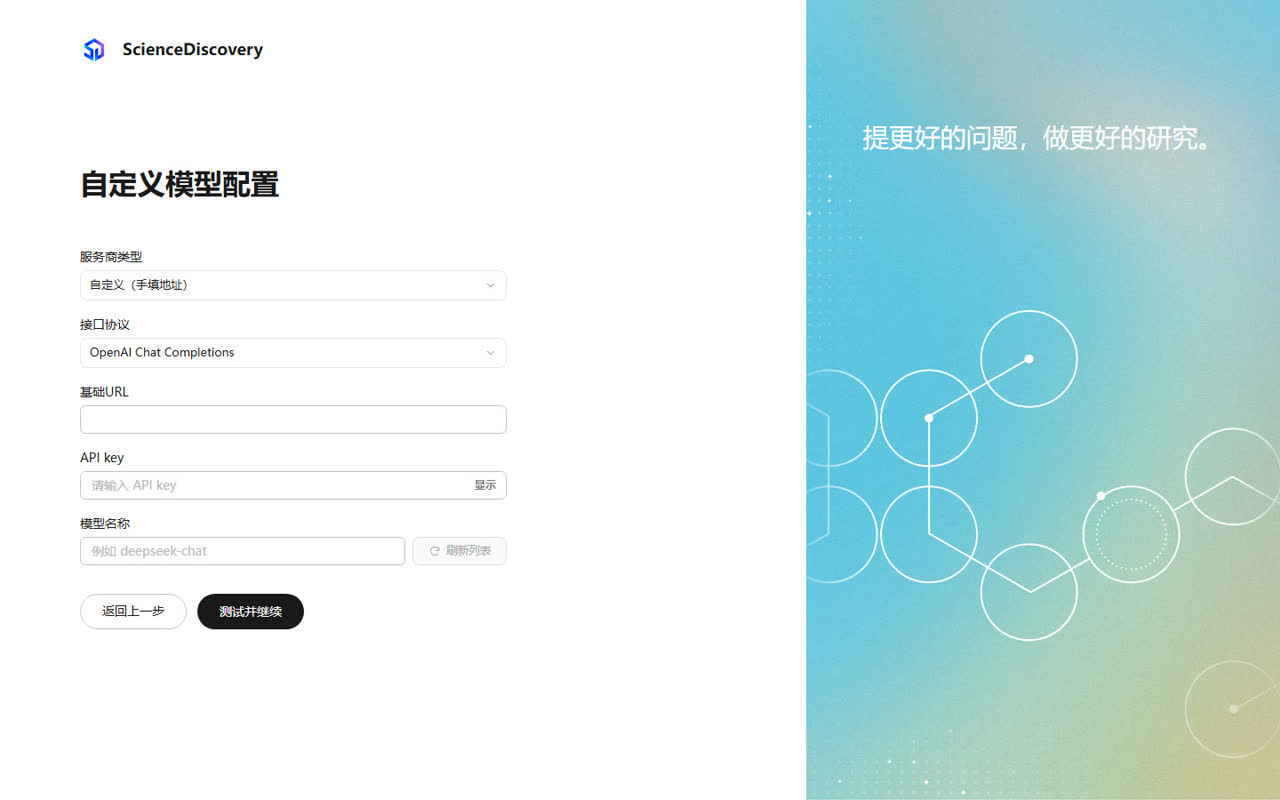 ScienceDiscovery
自定义模型配置
服务商类型
自定义（手填地址）
接口协议
OpenAI Chat Completions
基础URL
API key
请输入 API key
显示
模型名称
例如 deepseek-chat
刷新列表
返回上一步
测试并继续
提更好的问题，做更好的研究。